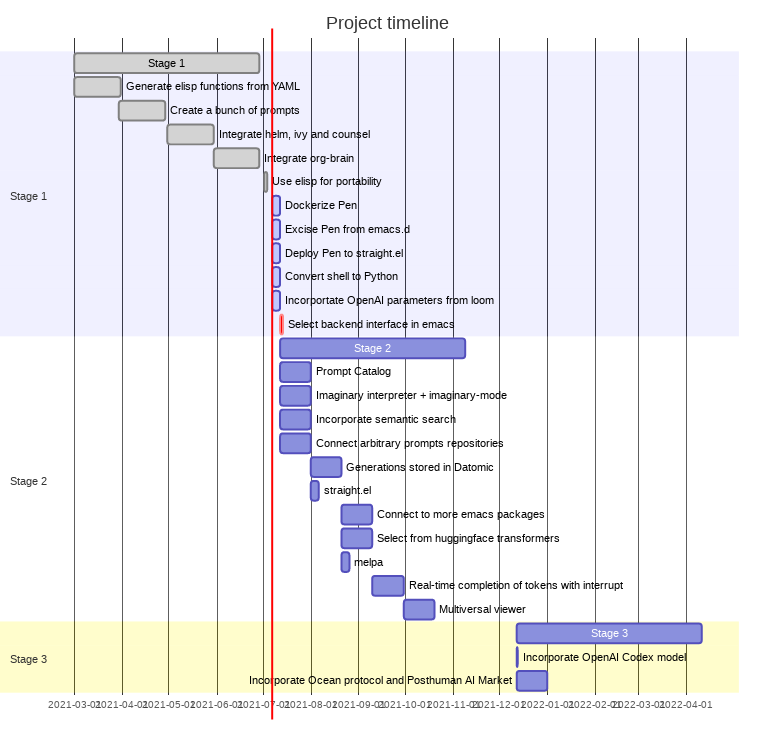 Project timeline
Stage 1
Generate elisp functions from YAML
Create a bunch of prompts
Integrate helm, ivy and counsel
Integrate org-brain
Use elisp for portability
Stage 1
Dockerize Pen
Excise Pen from emacs.d
Deploy Pen to straight.el
Convert shell to Python
Incorportate OpenAI parameters from loom
Select backend interface in emacs
Stage 2
Prompt Catalog
Imaginary interpreter + imaginary-mode
Incorporate semantic search
Connect arbitrary prompts repositories
Generations stored in Datomic
Stage 2
straight.el
Connect to more emacs packages
Select from huggingface transformers
melpa
Real-time completion of tokens with interrupt
Multiversal viewer
Stage 3
Stage 3
Incorporate OpenAI Codex model
Incorporate Ocean protocol and Posthuman AI Market
2021-03-01 2021-04-01 2021-05-01 2021-06-01 2021-07-01 2021-08-01 2021-09-01 2021-10-01 2021-11-01 2021-12-01 2022-01-01 2022-02-01 2022-03-01 2022-04-01